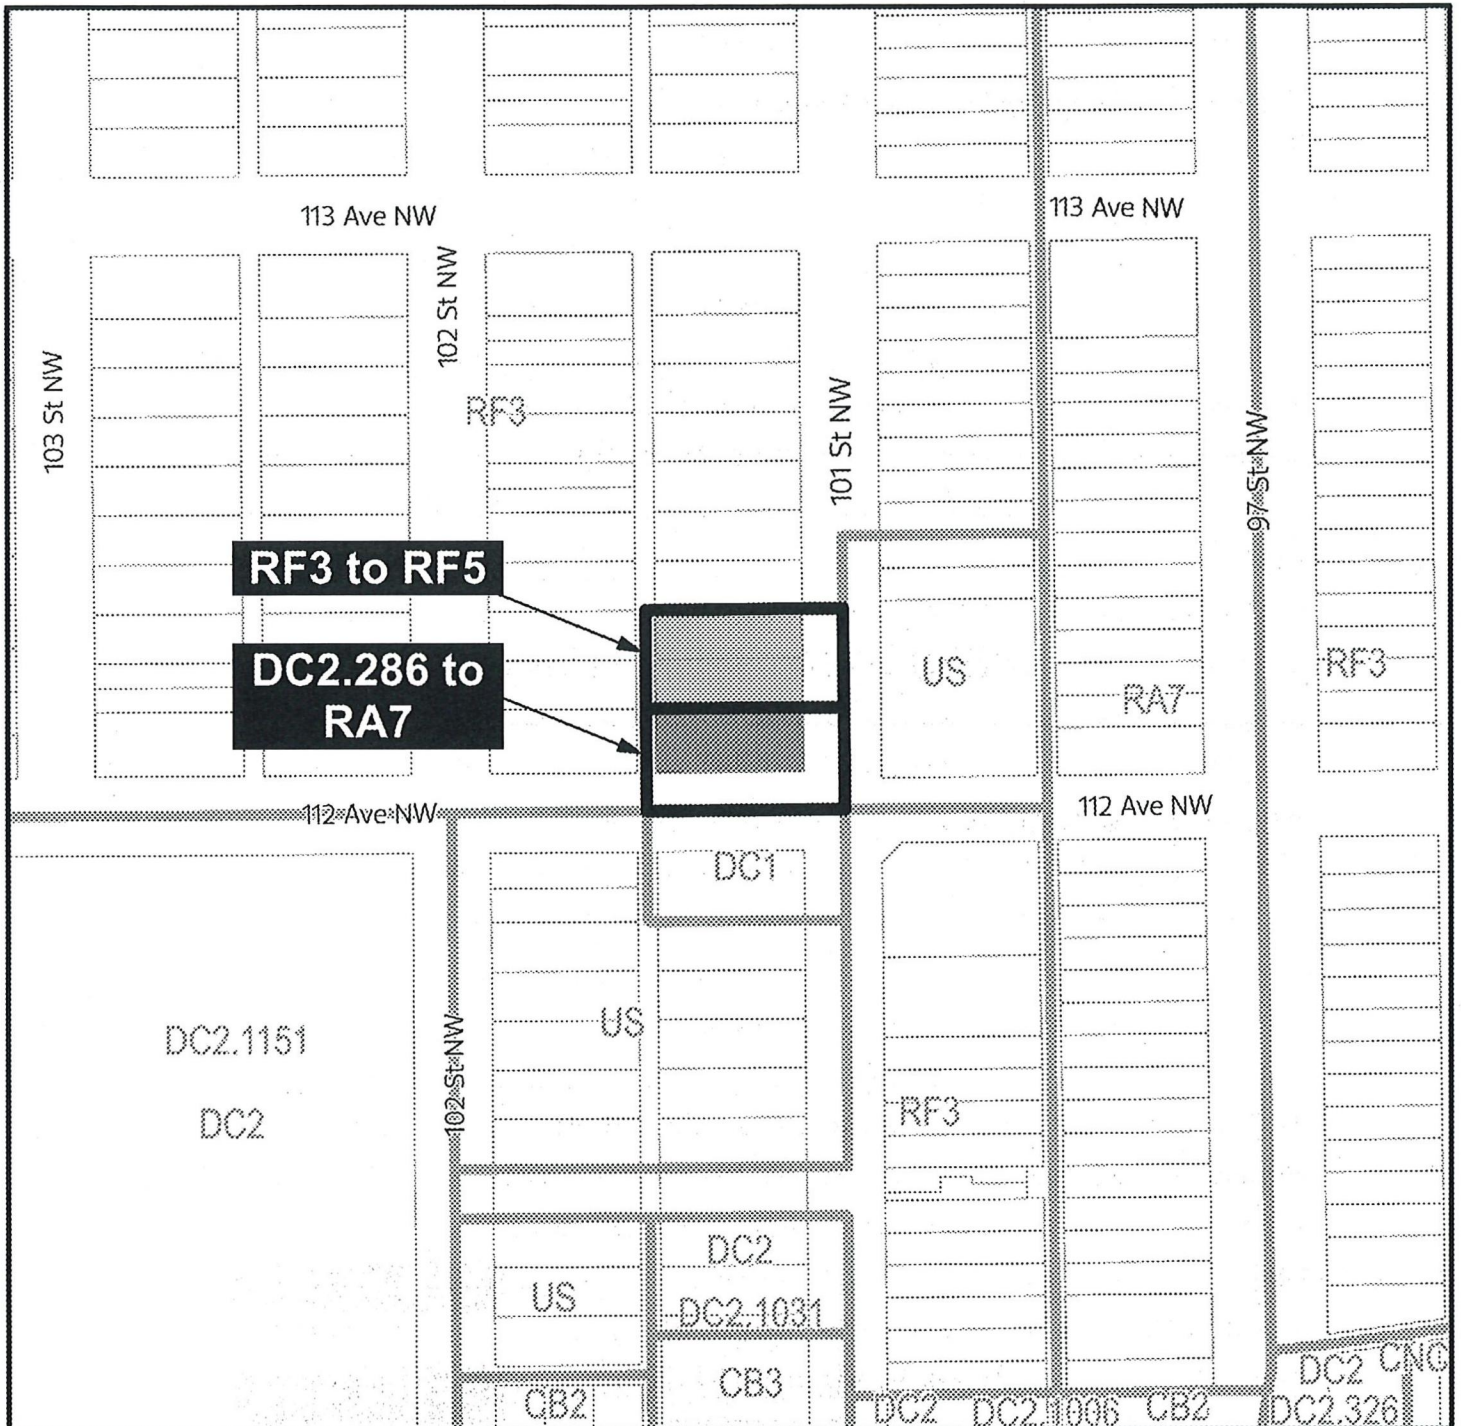 113 Ave NW
113 Ave NW
102 St NW
103 St NW
101 St NW
RF3
97 St NW
RF3 to RF5
DC2.286 to
RA7
US
RA7
RF3
112 Ave NW
112 Ave NW
DC1
US
DC2.1151
102 St NW
DC2
RF3
DC2
US
DC2.1031
CB3
CB2
DC2
DC2.1006
CB2
DC2
CNC
DC2.326